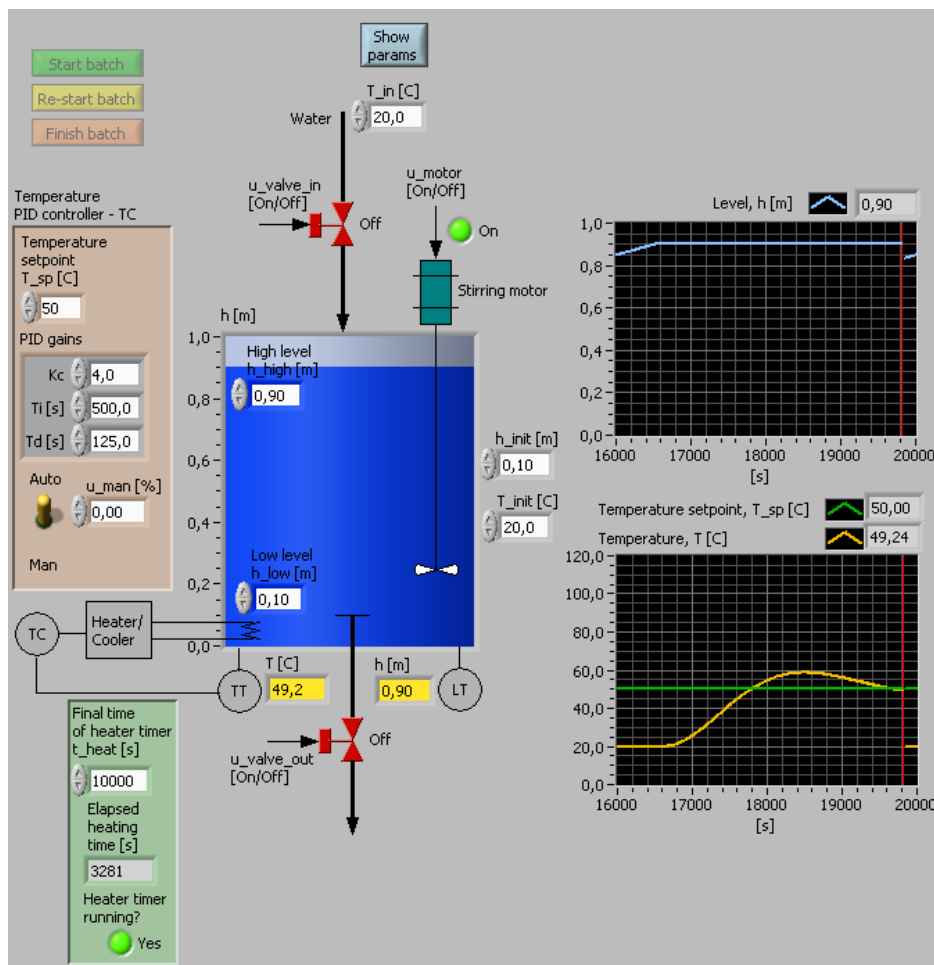 Show
params
Start batch
Re-start batch
Finish batch
T_in [C]
20,0
Water
u_valve_in
[On/Off]
Off
u_motor
[On/Off]
On
Stirring motor
Temperature
PID controller - TC
Temperature
setpoint
T_sp [C]
50
PID gains
Kc 4,0
Ti [s] 500,0
Td [s] 125,0
Auto
u_man [%]
0,00
Man
h [m]
1,0
0,8
0,6
0,4
0,2
0,0
High level
h_high [m]
0,90
Low level
h_low [m]
0,10
h_init [m]
0,10
T_init [C]
20,0
TC
Heater/
Cooler
TT
T [C]
49,2
h [m]
0,90
LT
u_valve_out
[On/Off]
Off
Final time
of heater timer
t_heat [s]
10000
Elapsed
heating
time [s]
3281
Heater timer
running?
Yes
Level, h [m] 0,90
1,0
0,8
0,6
0,4
0,2
0,0
16000 17000 18000 19000 20000
[s]
Temperature setpoint, T_sp [C] 50,00
Temperature, T [C] 49,24
120,0
100,0
80,0
60,0
40,0
20,0
0,0
16000 17000 18000 19000 20000
[s]